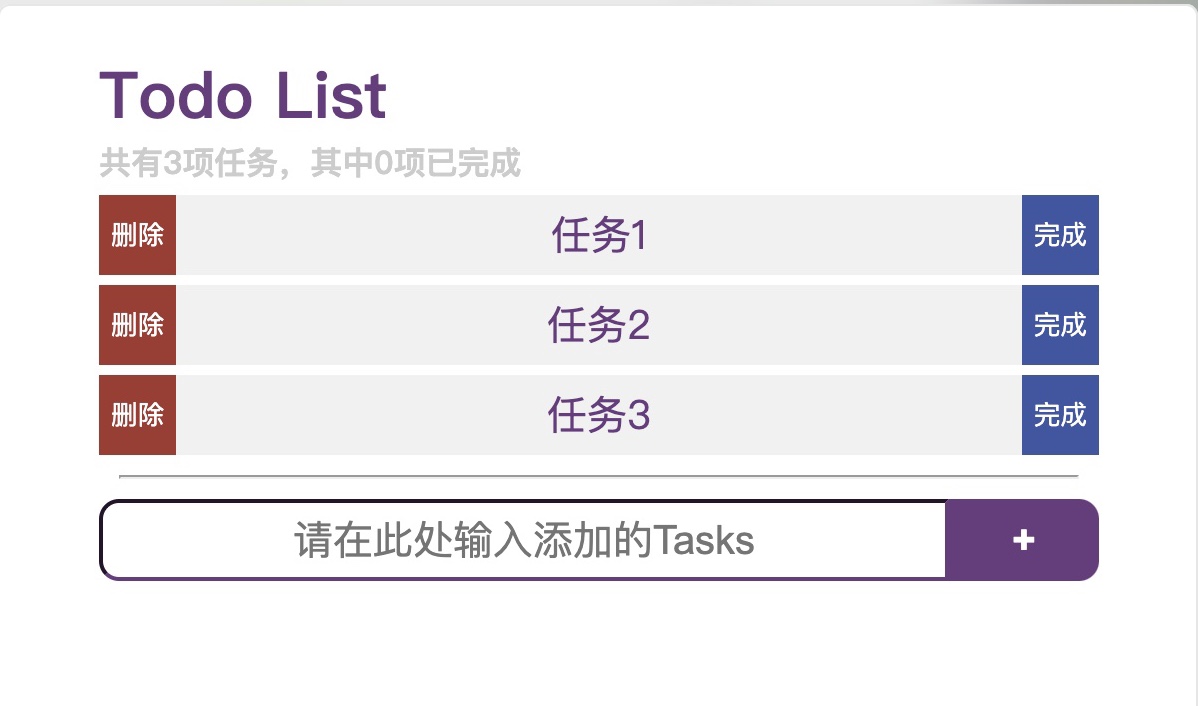 Todo List
共有3项任务，其中0项已完成
删除 任务1 完成
删除 任务2 完成
删除 任务3 完成
请在此处输入添加的Tasks +